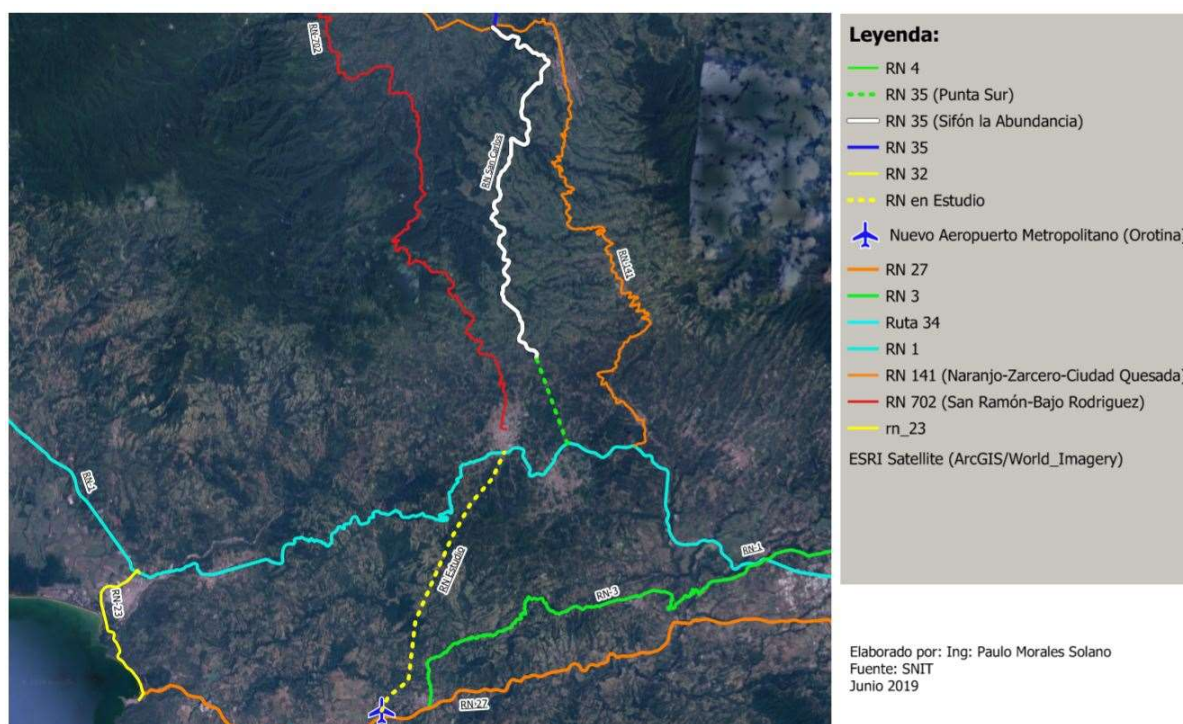 RN-702
RN San Carlos
RN-141
RN-1
RN Estudio
RN-1
RN-3
RN-23
RN-27
Leyenda:
RN 4
RN 35 (Punta Sur)
RN 35 (Sifón la Abundancia)
RN 35
RN 32
RN en Estudio
Nuevo Aeropuerto Metropolitano (Orotina)
RN 27
RN 3
Ruta 34
RN 1
RN 141 (Naranjo-Zarcero-Ciudad Quesada)
RN 702 (San Ramón-Bajo Rodriguez)
rn_23
ESRI Satellite (ArcGIS/World_Imagery)
Elaborado por: Ing: Paulo Morales Solano
Fuente: SNIT
Junio 2019